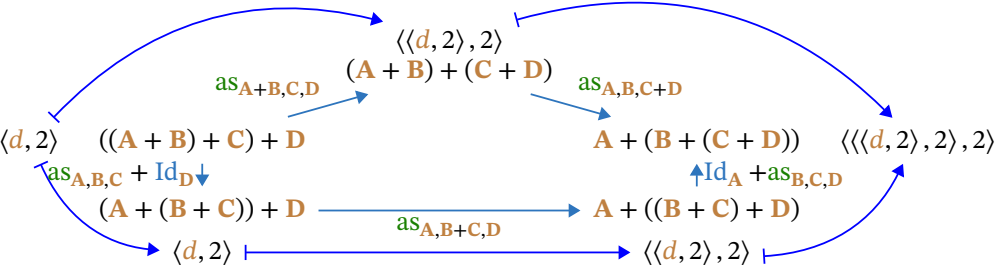 ⟨⟨d, 2⟩, 2⟩
(A + B) + (C + D)
as_{A+B,C,D} as_{A,B,C+D}
⟨d, 2⟩ ((A + B) + C) + D A + (B + (C + D)) ⟨⟨⟨d, 2⟩, 2⟩, 2⟩
as_{A,B,C} + Id_D Id_A +as_{B,C,D}
(A + (B + C)) + D A + ((B + C) + D)
as_{A,B+C,D}
⟨d, 2⟩ ⟨⟨d, 2⟩, 2⟩